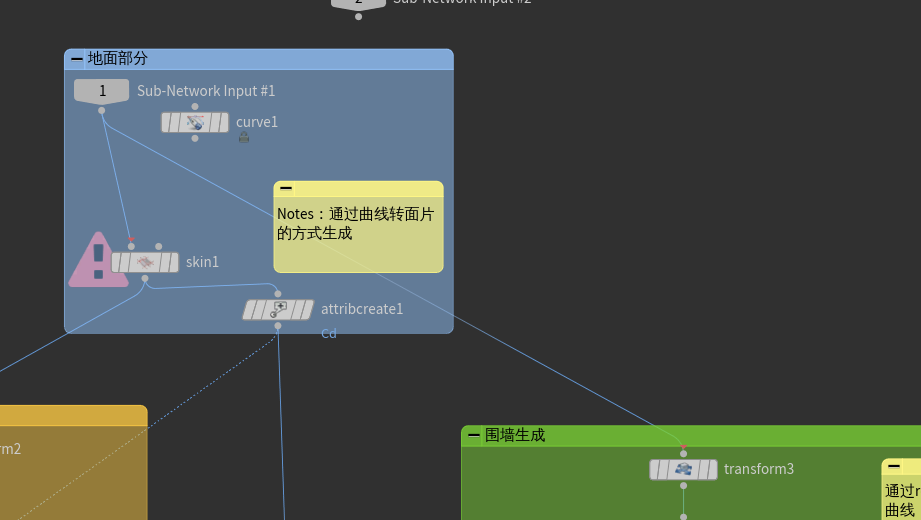 2 Sub-Network Input #2
地面部分
1 Sub-Network Input #1
curve1
Notes：通过曲线转面片
的方式生成
skin1
attribcreate1
Cd
围墙生成
rm2
transform3
通过r
曲线